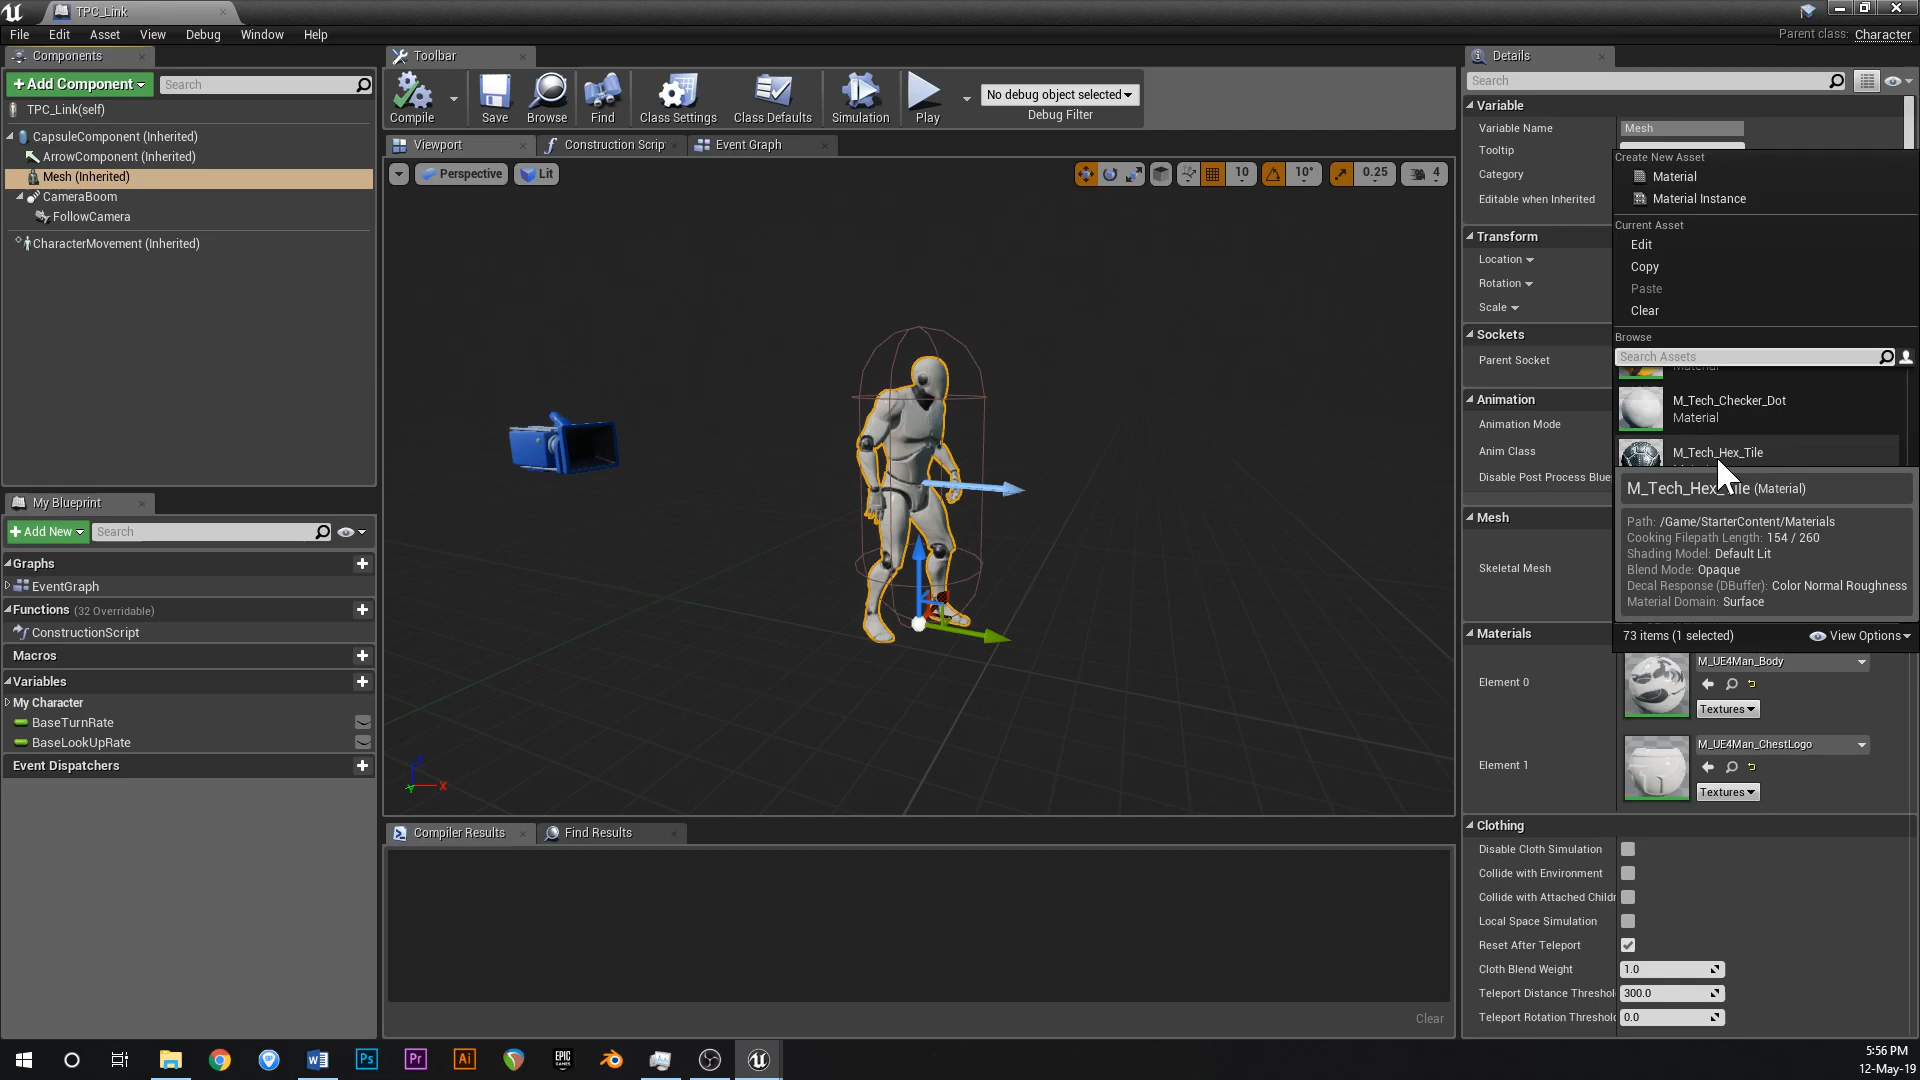 TPC_Link
File Edit Asset View Debug Window Help
Parent class: Character
Components
+ Add Component
Search
TPC_Link(self)
CapsuleComponent (Inherited)
ArrowComponent (Inherited)
Mesh (Inherited)
CameraBoom
FollowCamera
CharacterMovement (Inherited)
My Blueprint
+ Add New
Search
Graphs
EventGraph
Functions (32 Overridable)
ConstructionScript
Macros
Variables
My Character
BaseTurnRate
BaseLookUpRate
Event Dispatchers
Toolbar
Compile Save Browse Find Class Settings Class Defaults Simulation Play
No debug object selected
Debug Filter
Viewport Construction Scrip Event Graph
Perspective Lit
10 10° 0.25 4
Z
X
Y
Compiler Results Find Results
Clear
Details
Search
Variable
Variable Name Mesh
Tooltip
Category
Editable when Inherited
Transform
Location
Rotation
Scale
Sockets
Parent Socket
Animation
Animation Mode
Anim Class
Disable Post Process Blue
Mesh
Skeletal Mesh
Create New Asset
Material
Material Instance
Current Asset
Edit
Copy
Paste
Clear
Browse
Search Assets
Material
M_Tech_Checker_Dot
Material
M_Tech_Hex_Tile
M_Tech_Hex_Tile (Material)
Path: /Game/StarterContent/Materials
Cooking Filepath Length: 154 / 260
Shading Model: Default Lit
Blend Mode: Opaque
Decal Response (DBuffer): Color Normal Roughness
Material Domain: Surface
73 items (1 selected) View Options
Materials
Element 0
M_UE4Man_Body
Textures
Element 1
M_UE4Man_ChestLogo
Textures
Clothing
Disable Cloth Simulation
Collide with Environment
Collide with Attached Childr
Local Space Simulation
Reset After Teleport
Cloth Blend Weight 1.0
Teleport Distance Threshol 300.0
Teleport Rotation Threshold 0.0
Ps Pr Ai EPIC GAMES
5:56 PM
12-May-19